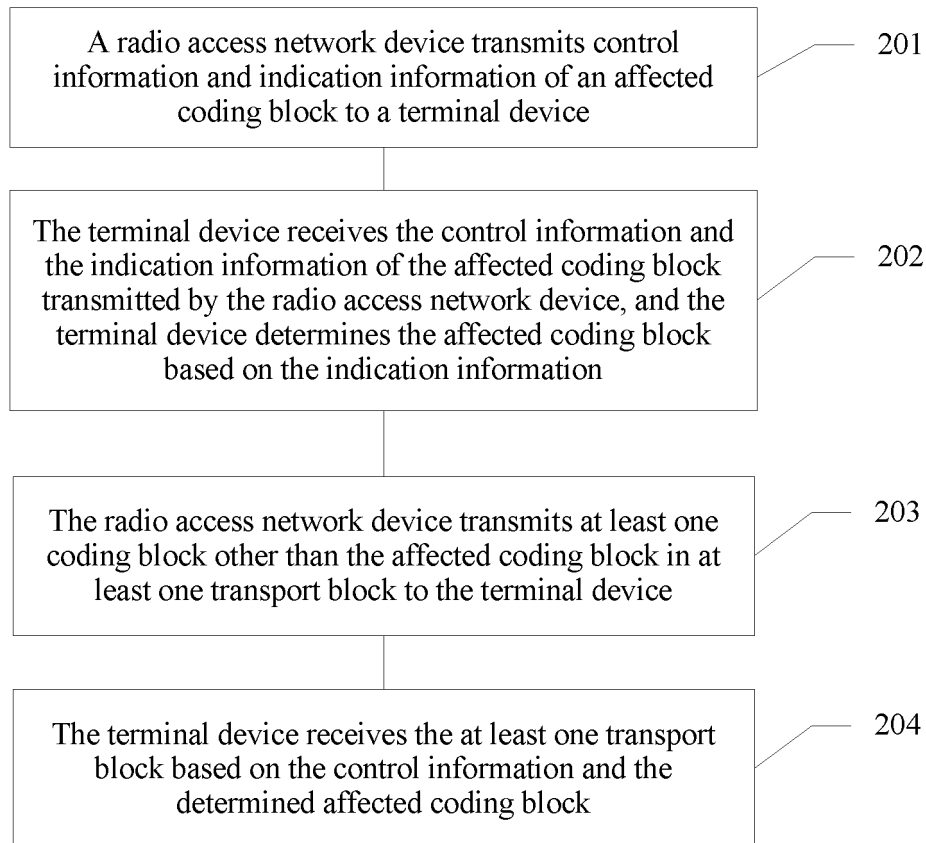 A radio access network device transmits control
information and indication information of an affected
coding block to a terminal device
201
The terminal device receives the control information and
the indication information of the affected coding block
transmitted by the radio access network device, and the
terminal device determines the affected coding block
based on the indication information
202
The radio access network device transmits at least one
coding block other than the affected coding block in at
least one transport block to the terminal device
203
The terminal device receives the at least one transport
block based on the control information and the
determined affected coding block
204